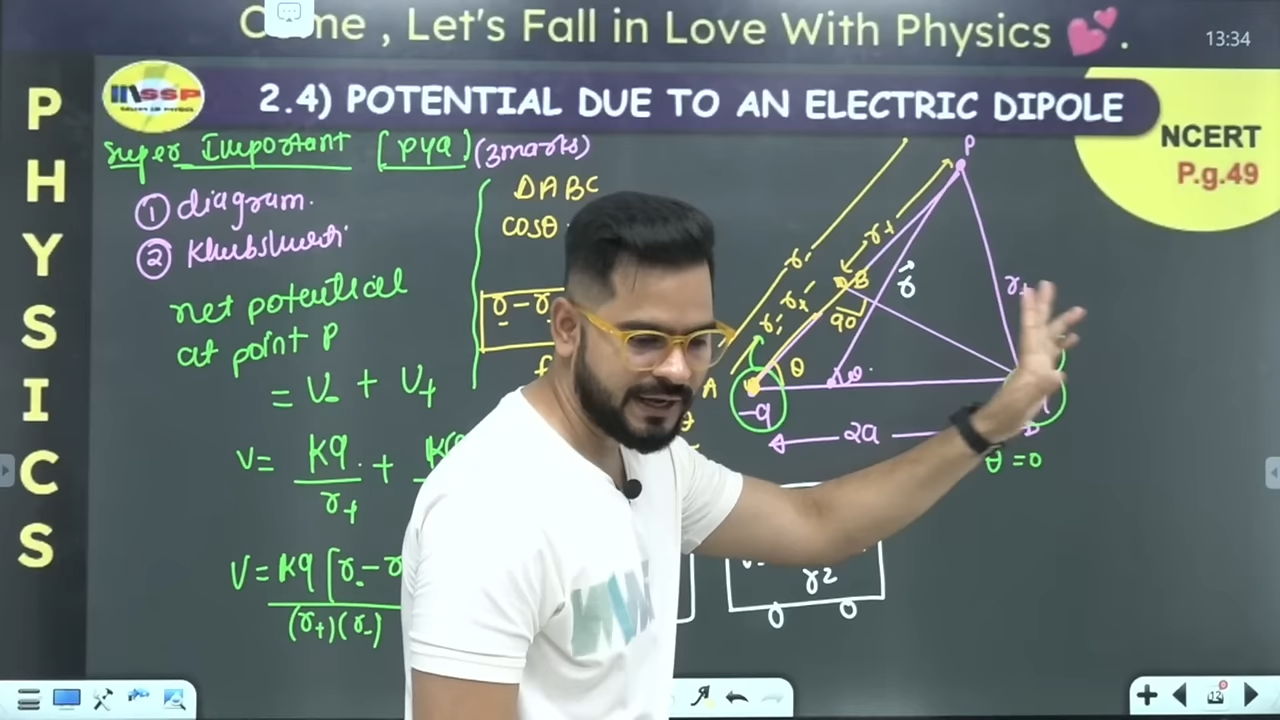 Come , Let's Fall in Love With Physics 💕.
13:34
PHYSICS
2.4) POTENTIAL DUE TO AN ELECTRIC DIPOLE
NCERT
P.g.49
Super Important [PYQ] (3marks)
① diagram.
②
net potential
at point P
= V- + V+
V= Kq / r+ +
V= Kq [r- - r
(r+)(r-)
ABC
cosθ
P
r-
r+
r- - r+
B
90
r⃗
r+
A
θ
θ
-q
2a
θ =0
r2